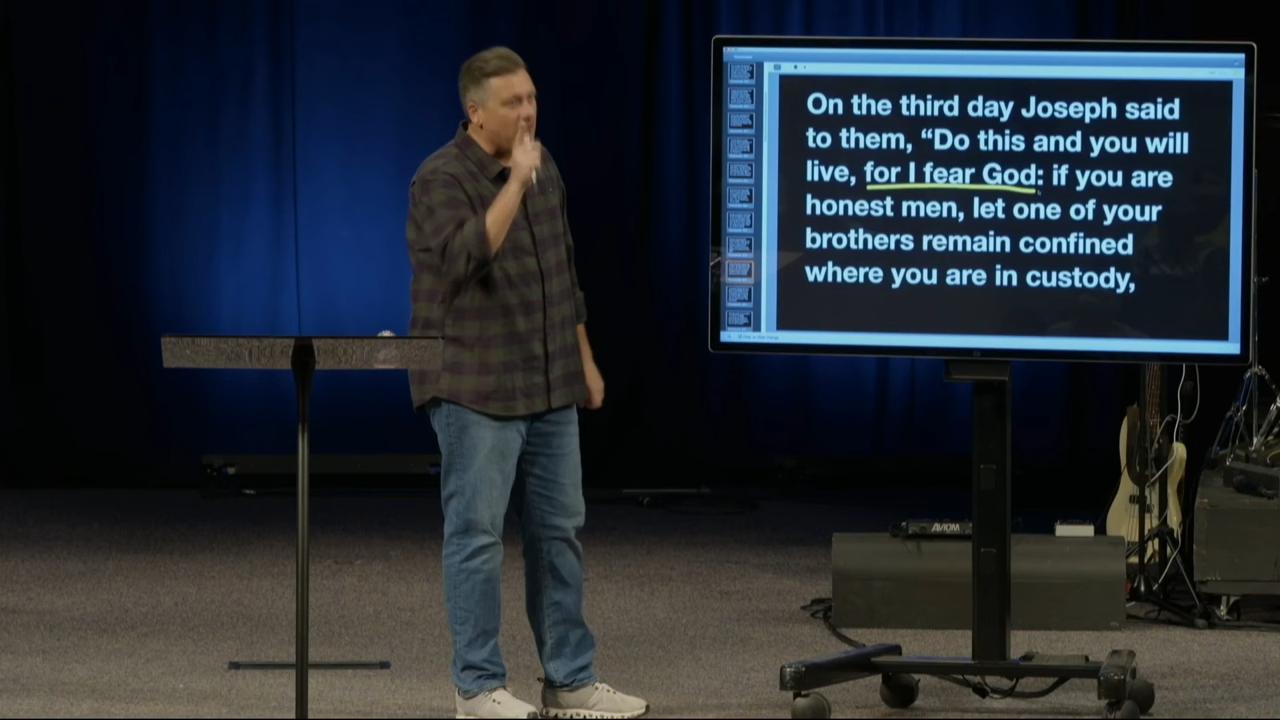 On the third day Joseph said
to them, “Do this and you will
live, for I fear God: if you are
honest men, let one of your
brothers remain confined
where you are in custody,
AVIOM